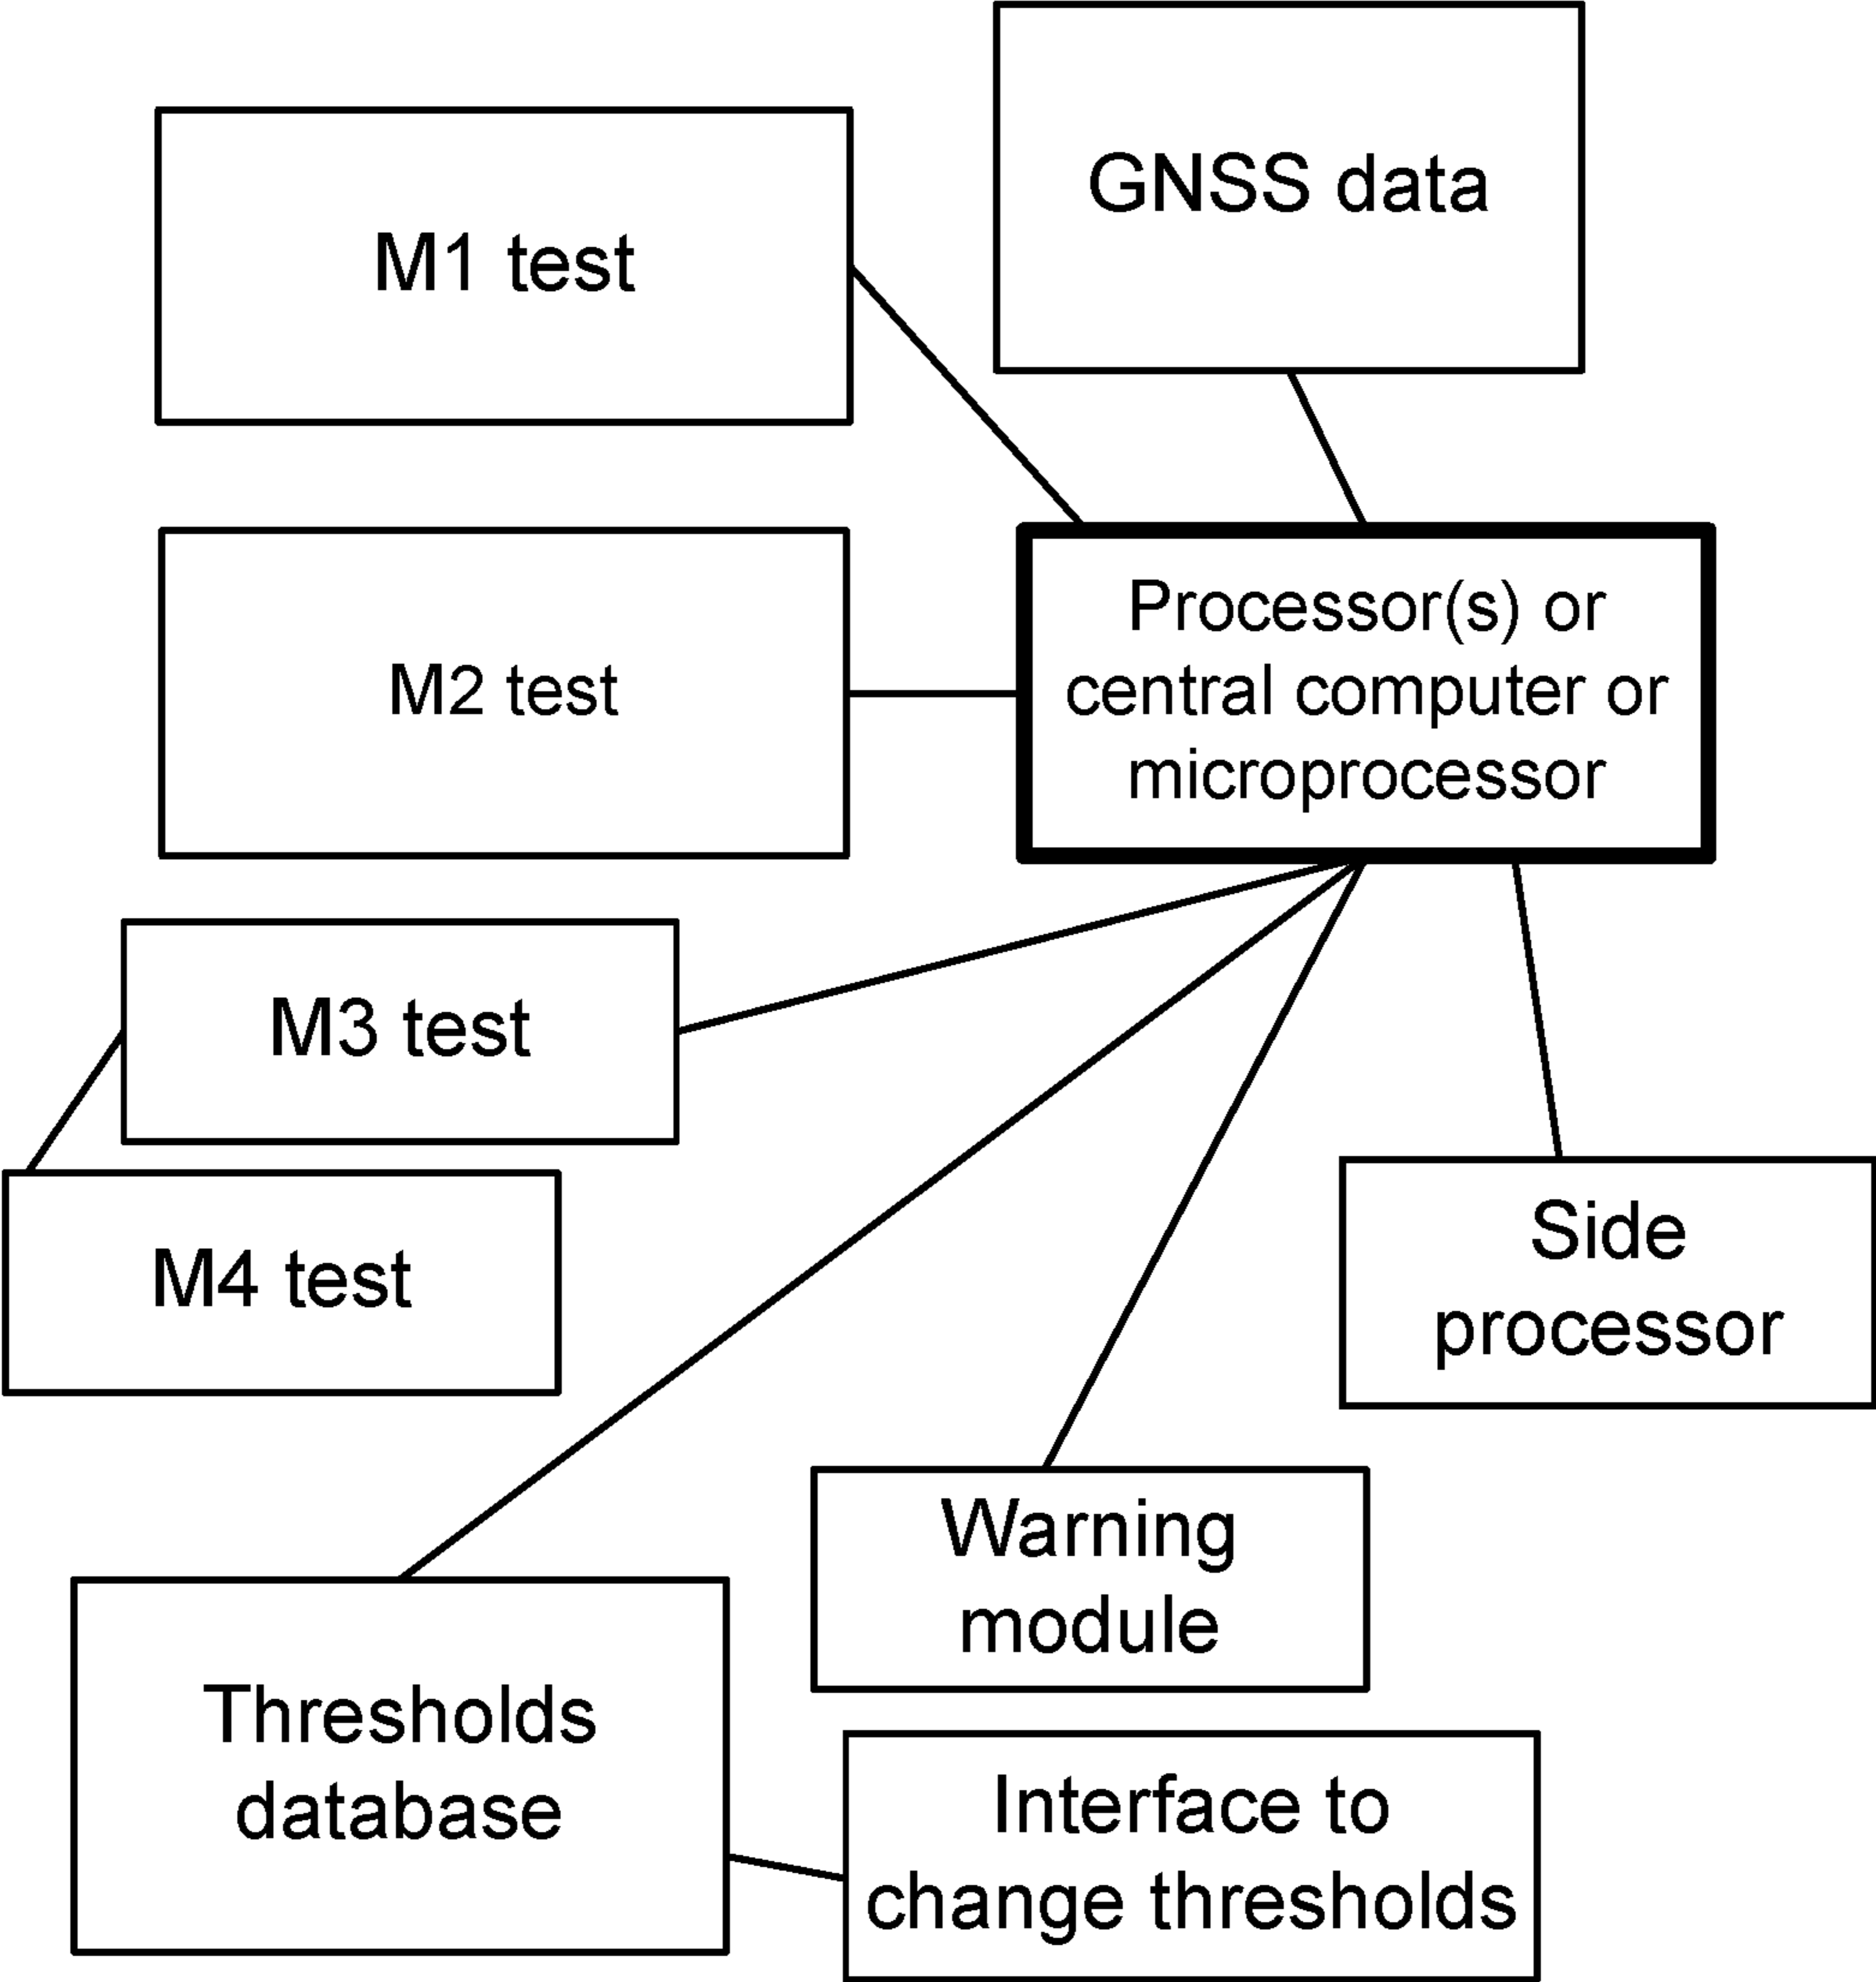 GNSS data
M1 test
Processor(s) or
central computer or
microprocessor
M2 test
M3 test
M4 test
Side
processor
Warning
module
Thresholds
database
Interface to
change thresholds